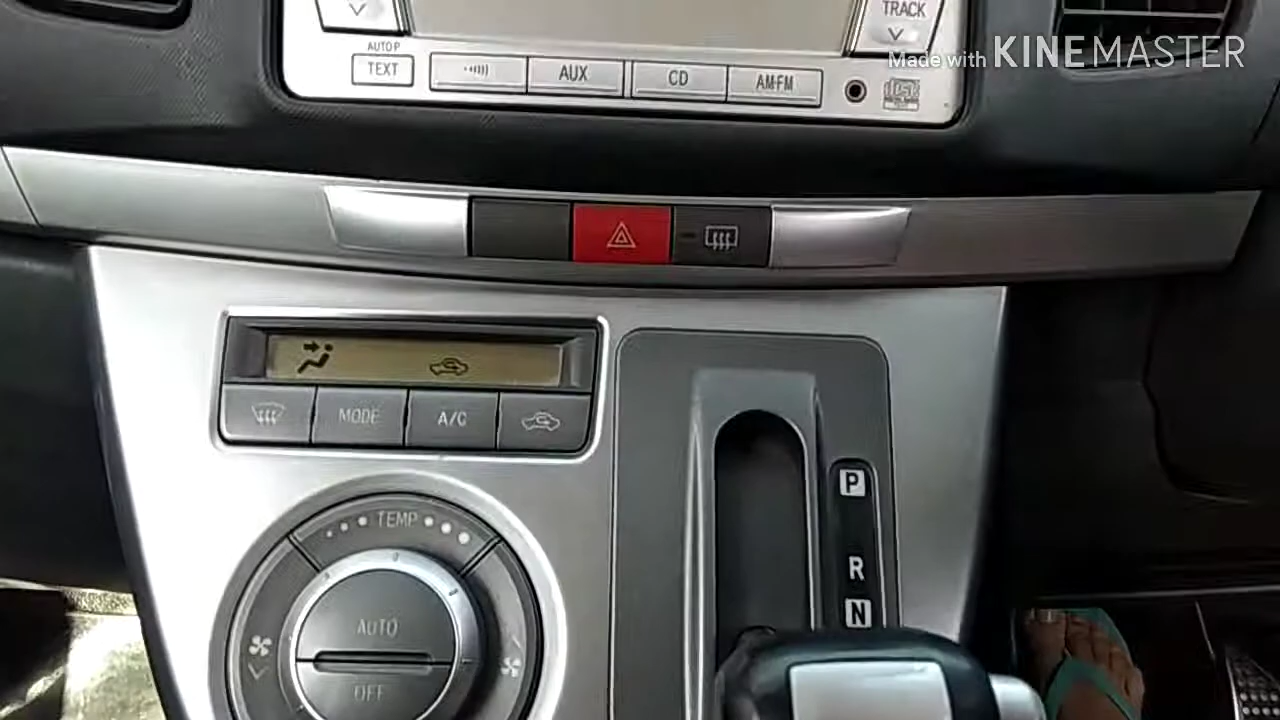 TRACK
Made with KINEMASTER
AUTO P
TEXT
AUX
CD
AM·FM
MODE
A/C
TEMP
P
R
N
AUTO
OFF